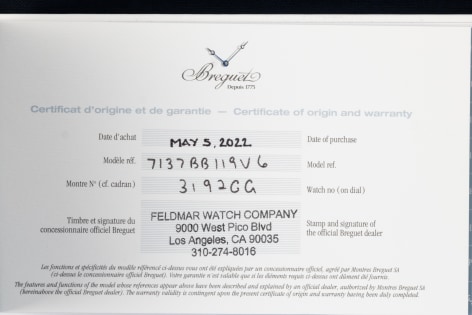 Breguet
Depuis 1775
Certificat d'origine et de garantie — Certificate of origin and warranty
Date d'achat MAY 5, 2022 Date of purchase
Modèle réf. 7137BB119V6 Model ref.
Montre N° (cf. cadran) 3192GG Watch no (on dial)
FELDMAR WATCH COMPANY
Timbre et signature du 9000 West Pico Blvd Stamp and signature of
concessionnaire officiel Breguet Los Angeles, CA 90035 the official Breguet dealer
310-274-8016
Les fonctions et spécificités du modèle référencé ci-dessus vous ont été expliquées par un concessionnaire officiel, agréé par Montres Breguet SA
(ci-dessous le concessionnaire officiel Breguet). Votre garantie n'est valable que si les éléments requis ci-dessus ont dûment été fournis.
The features and functions of the model whose references appear above have been described and explained by an official dealer, authorized by Montres Breguet SA
(hereinabove the official Breguet dealer). The warranty validity is contingent upon the present certificate of origin and warranty having been duly completed.